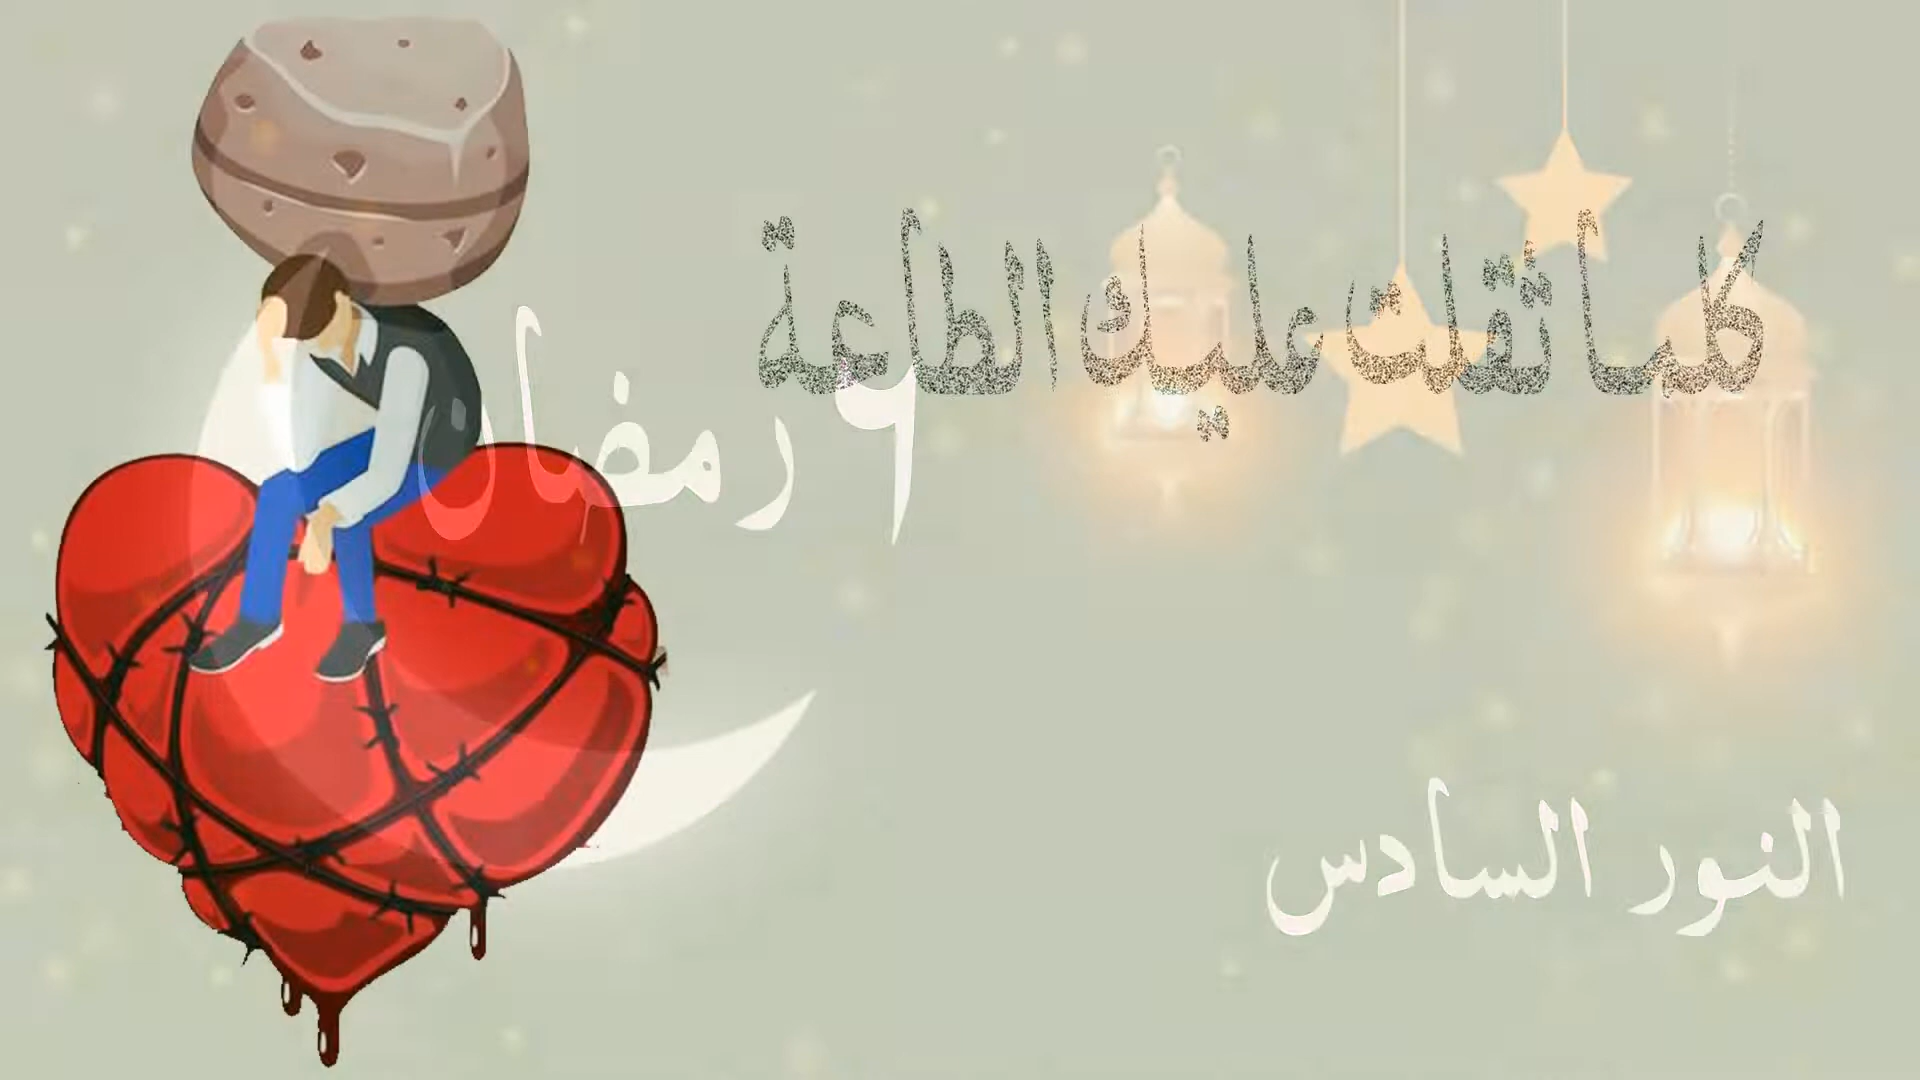 كلما ثقلت عليك الطاعة
٦ رمضان
النور السادس